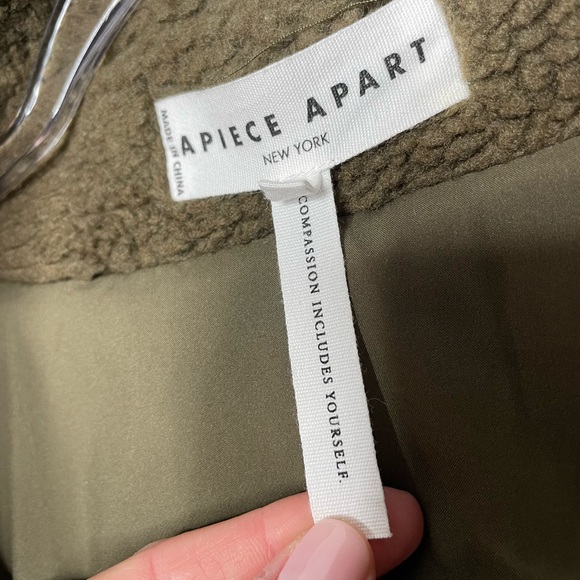 APIECE APART
NEW YORK
MADE IN CHINA
COMPASSION INCLUDES YOURSELF.